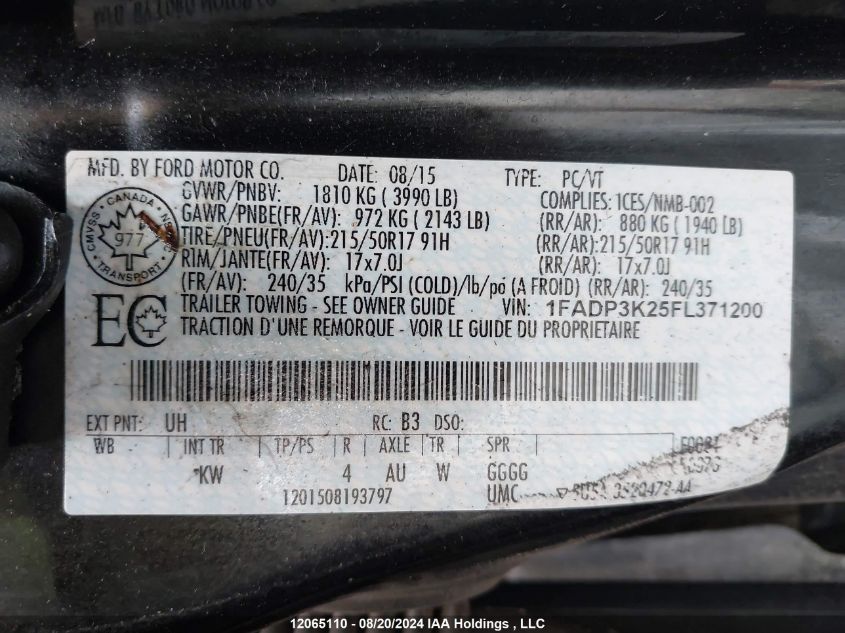 MFD. BY FORD MOTOR CO. DATE: 08/15 TYPE: PC/VT
GVWR/PNBV: 1810 KG ( 3990 LB) COMPLIES: 1CES/NMB-002
GAWR/PNBE(FR/AV): 972 KG ( 2143 LB) (RR/AR): 880 KG ( 1940 LB)
TIRE/PNEU(FR/AV):215/50R17 91H (RR/AR):215/50R17 91H
RIM/JANTE(FR/AV): 17x7.0J (RR/AR): 17x7.0J
(FR/AV): 240/35 kPa/PSI (COLD)/lb/po (A FROID) (RR/AR): 240/35
TRAILER TOWING - SEE OWNER GUIDE VIN: 1FADP3K25FL371200
TRACTION D'UNE REMORQUE - VOIR LE GUIDE DU PROPRIETAIRE
CANADA
CMVSS
977
TRANSPORT
EC
EXT PNT: UH RC: B3 DSO:
WB INT TR TP/PS R AXLE TR SPR
KW 4 AU W GGGG
1201508193797 UMC
12065110 - 08/20/2024 IAA Holdings , LLC